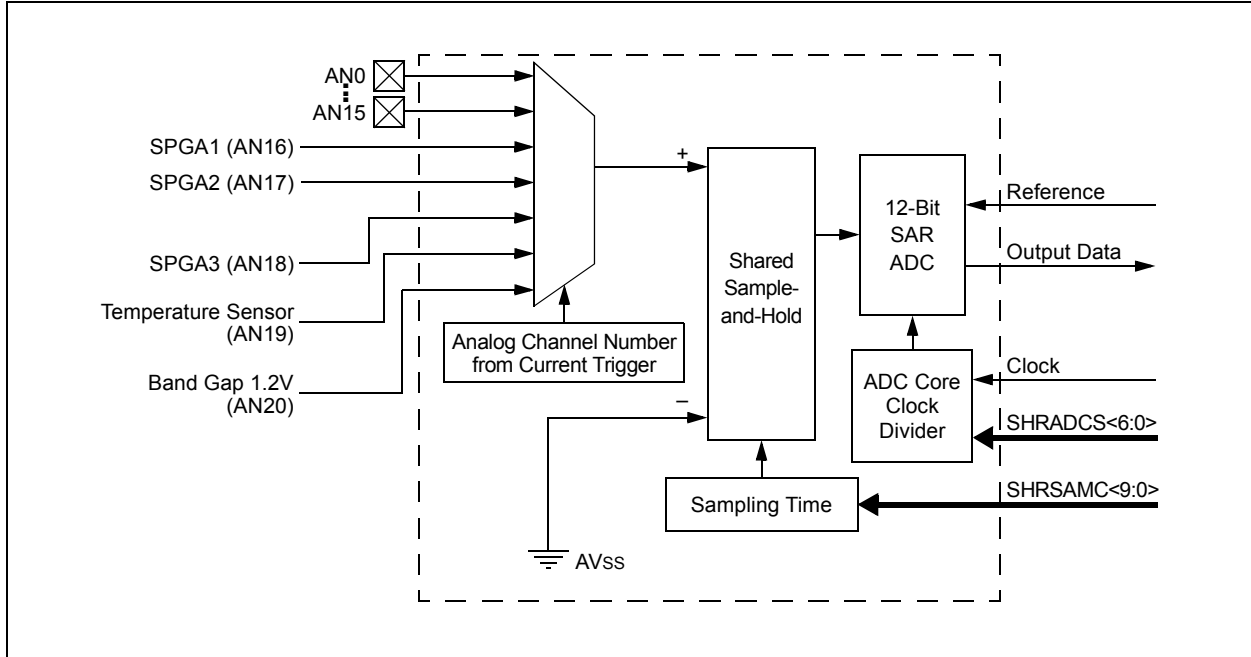 AN0
AN15
SPGA1 (AN16)
SPGA2 (AN17)
SPGA3 (AN18)
Temperature Sensor
(AN19)
Band Gap 1.2V
(AN20)
Analog Channel Number
from Current Trigger
+
–
AVSS
Shared
Sample-
and-Hold
Sampling Time
12-Bit
SAR
ADC
ADC Core
Clock
Divider
Reference
Output Data
Clock
SHRADCS<6:0>
SHRSAMC<9:0>